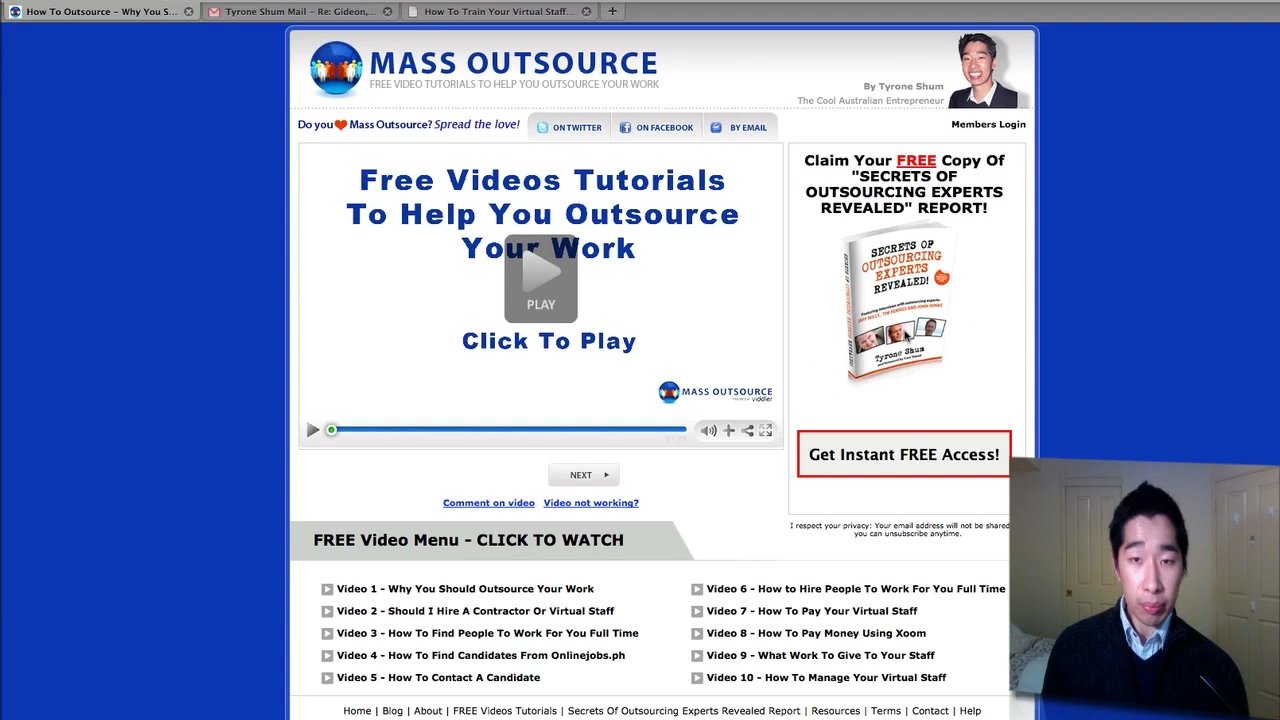 How To Outsource – Why You S...
Tyrone Shum Mail – Re: Gideon,...
How To Train Your Virtual Staff...
MASS OUTSOURCE
FREE VIDEO TUTORIALS TO HELP YOU OUTSOURCE YOUR WORK
By Tyrone Shum
The Cool Australian Entrepreneur
Do you Mass Outsource? Spread the love!
ON TWITTER
ON FACEBOOK
BY EMAIL
Members Login
Free Videos Tutorials
To Help You Outsource
Your Work
PLAY
Click To Play
MASS OUTSOURCE
viddler
Claim Your FREE Copy Of
"SECRETS OF
OUTSOURCING EXPERTS
REVEALED" REPORT!
SECRETS OF
OUTSOURCING
EXPERTS
REVEALED!
Tyrone Shum
Get Instant FREE Access!
I respect your privacy: Your email address will not be shared
you can unsubscribe anytime.
NEXT
Comment on video
Video not working?
FREE Video Menu - CLICK TO WATCH
Video 1 - Why You Should Outsource Your Work
Video 2 - Should I Hire A Contractor Or Virtual Staff
Video 3 - How To Find People To Work For You Full Time
Video 4 - How To Find Candidates From Onlinejobs.ph
Video 5 - How To Contact A Candidate
Video 6 - How to Hire People To Work For You Full Time
Video 7 - How To Pay Your Virtual Staff
Video 8 - How To Pay Money Using Xoom
Video 9 - What Work To Give To Your Staff
Video 10 - How To Manage Your Virtual Staff
Home | Blog | About | FREE Videos Tutorials | Secrets Of Outsourcing Experts Revealed Report | Resources | Terms | Contact | Help